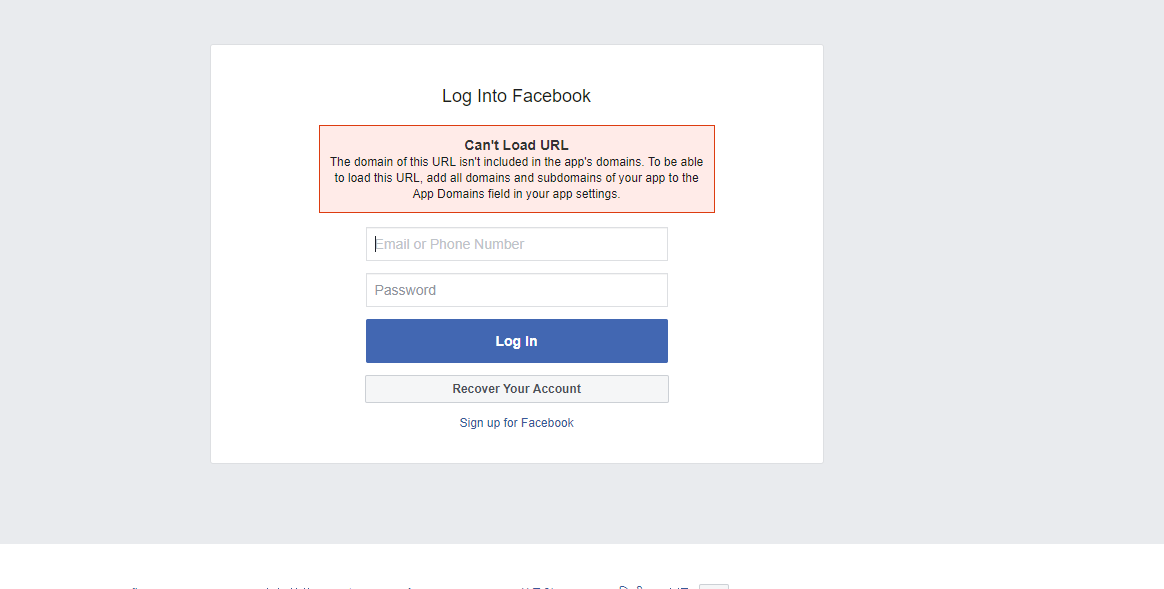 Log Into Facebook
Can't Load URL
The domain of this URL isn't included in the app's domains. To be able
to load this URL, add all domains and subdomains of your app to the
App Domains field in your app settings.
Email or Phone Number
Password
Log In
Recover Your Account
Sign up for Facebook